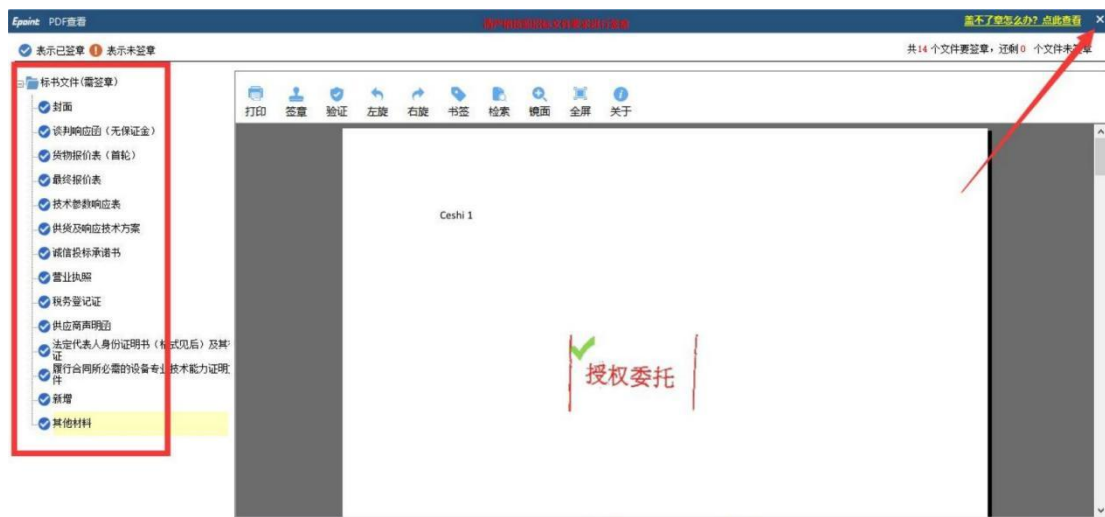 Epoint PDF查看
盖不了章怎么办?点此查看
表示已签章 表示未签章
共14个文件要签章,还剩0 个文件未签章
标书文件(需签章)
打印 签章 验证 左旋 右旋 书签 检索 镜面 全屏 关于
封面
谈判响应函(无保证金)
货物报价表(首轮)
最终报价表
技术参数响应表
供货及响应技术方案
诚信投标承诺书
营业执照
税务登记证
供应商声明函
法定代表人身份证明书(格式见后)及其
证
履行合同所必需的设备专业技术能力证明
件
新增
其他材料
Ceshi 1
授权委托